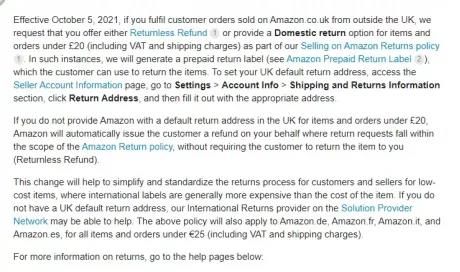 Effective October 5, 2021, if you fulfil customer orders sold on Amazon.co.uk from outside the UK, we
request that you offer either Returnless Refund 1 or provide a Domestic return option for items and
orders under £20 (including VAT and shipping charges) as part of our Selling on Amazon Returns policy
1. In such instances, we will generate a prepaid return label (see Amazon Prepaid Return Label 2),
which the customer can use to return the items. To set your UK default return address, access the
Seller Account Information page, go to Settings > Account Info > Shipping and Returns Information
section, click Return Address, and then fill it out with the appropriate address.
If you do not provide Amazon with a default return address in the UK for items and orders under £20,
Amazon will automatically issue the customer a refund on your behalf where return requests fall within
the scope of the Amazon Return policy, without requiring the customer to return the item to you
(Returnless Refund).
This change will help to simplify and standardize the returns process for customers and sellers for low-
cost items, where international labels are generally more expensive than the cost of the item. If you do
not have a UK default return address, our International Returns provider on the Solution Provider
Network may be able to help. The above policy will also apply to Amazon.de, Amazon.fr, Amazon.it, and
Amazon.es, for all items and orders under €25 (including VAT and shipping charges).
For more information on returns, go to the help pages below: